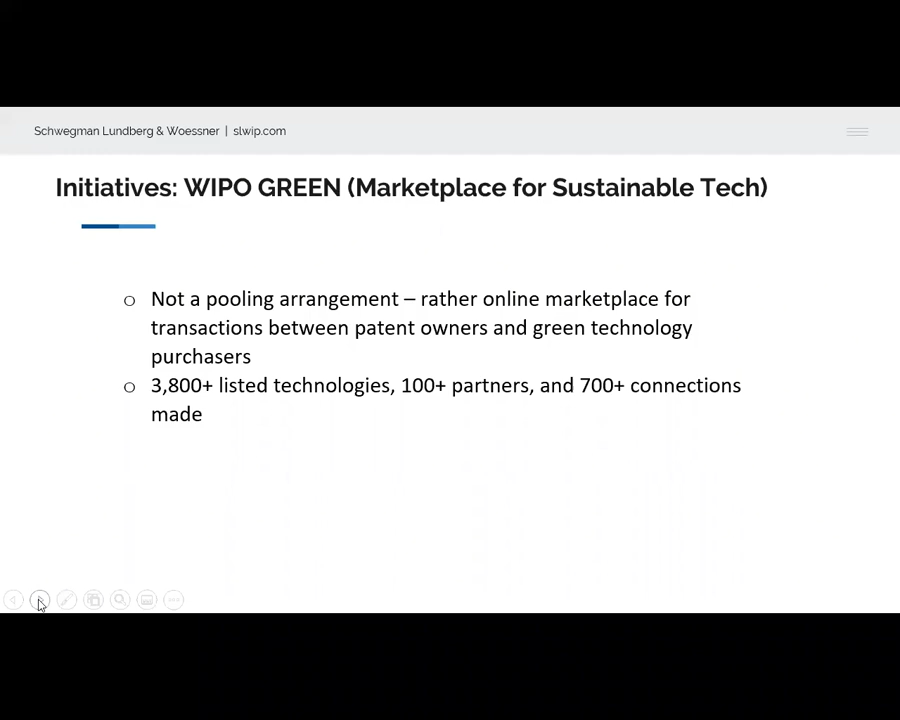 Schwegman Lundberg & Woessner | slwip.com
Initiatives: WIPO GREEN (Marketplace for Sustainable Tech)
o Not a pooling arrangement – rather online marketplace for
transactions between patent owners and green technology
purchasers
o 3,800+ listed technologies, 100+ partners, and 700+ connections
made